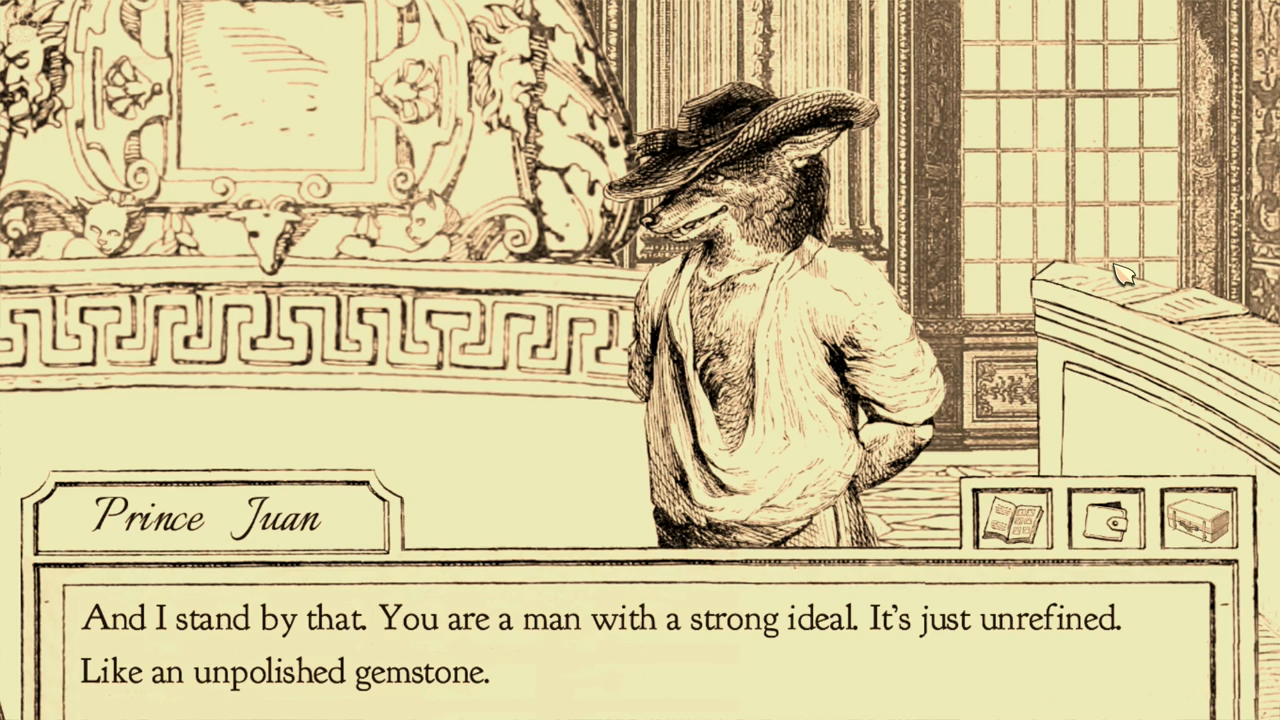 Prince Juan
And I stand by that. You are a man with a strong ideal. It's just unrefined.
Like an unpolished gemstone.